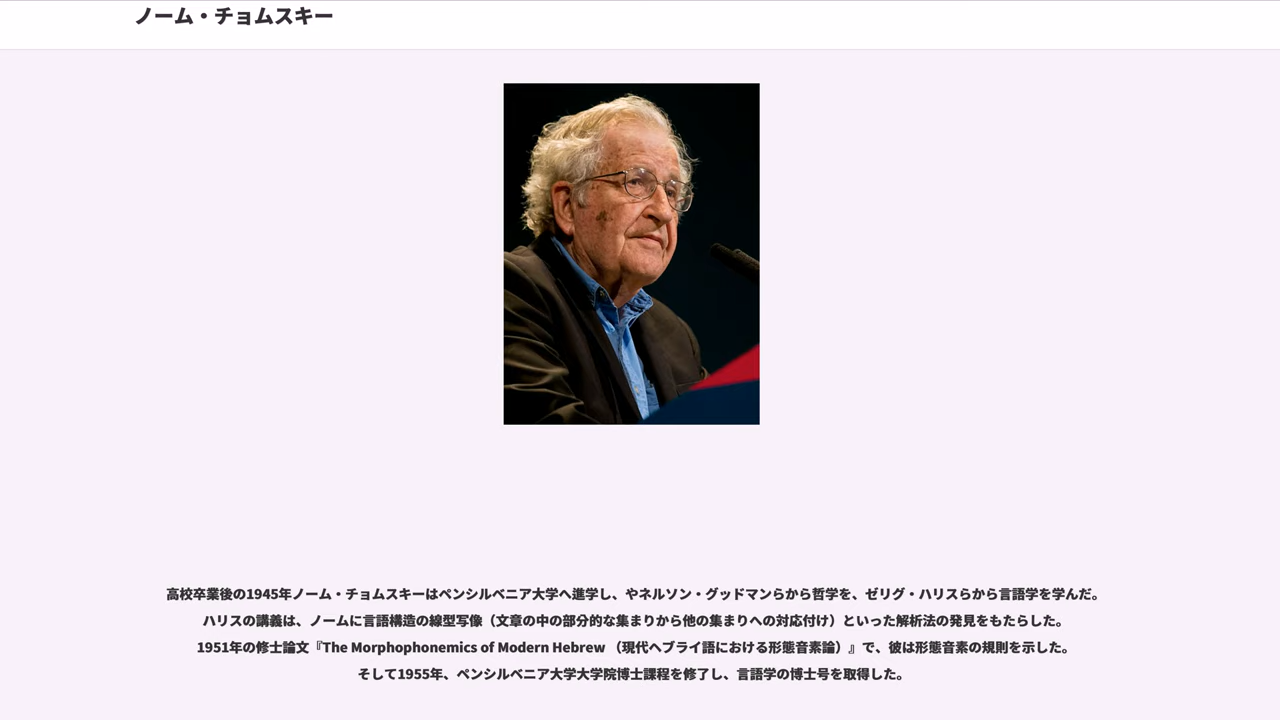 ノーム・チョムスキー
高校卒業後の1945年ノーム・チョムスキーはペンシルベニア大学へ進学し、やネルソン・グッドマンらから哲学を、ゼリグ・ハリスらから言語学を学んだ。
ハリスの講義は、ノームに言語構造の線型写像（文章の中の部分的な集まりから他の集まりへの対応付け）といった解析法の発見をもたらした。
1951年の修士論文『The Morphophonemics of Modern Hebrew （現代ヘブライ語における形態音素論）』で、彼は形態音素の規則を示した。
そして1955年、ペンシルベニア大学大学院博士課程を修了し、言語学の博士号を取得した。